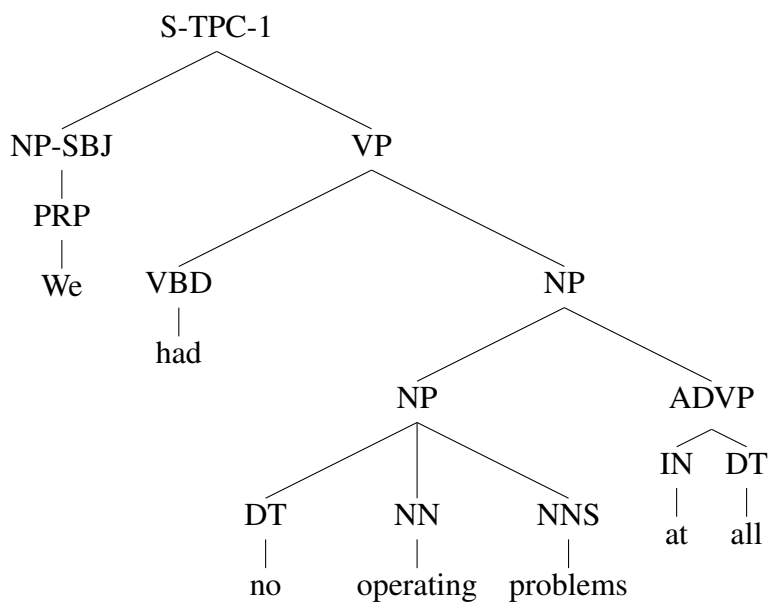 S-TPC-1
NP-SBJ VP
PRP
We VBD NP
had
NP ADVP
IN DT
DT NN NNS
at all
no operating problems